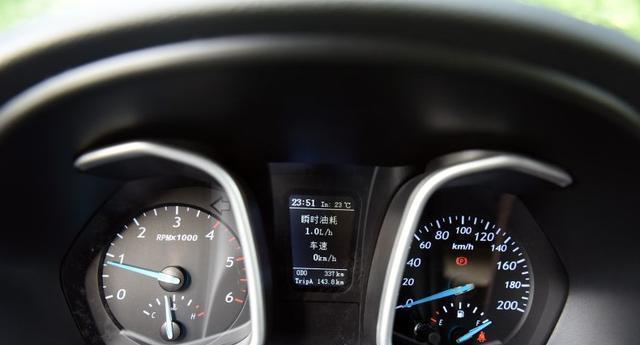 23:51 In: 23℃
瞬时油耗
1.0L/h
车速
0km/h
ODO 337km
TripA 143.8km
0 1 2 3 4 5 6
RPMx1000
C H
0 20 40 60 80 100 120 140 160 180 200
km/h
(P)
E F